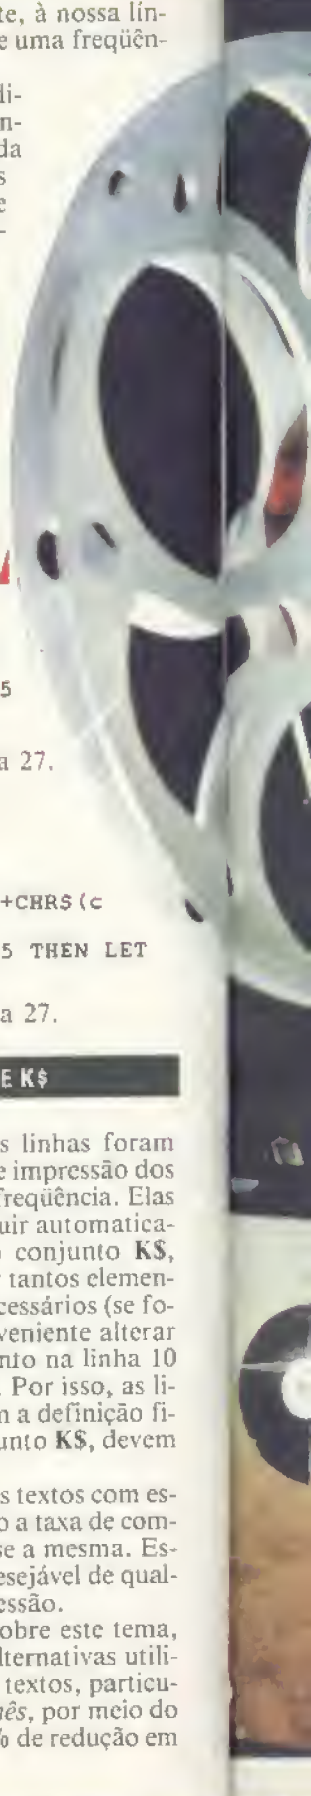 te, à nossa lín-
e uma freqüên-
di-
n-
da
s
e
-
5
a 27.
+CHR$(c
5 THEN LET
a 27.
E K$
s linhas foram
e impressão dos
freqüência. Elas
uir automatica-
o conjunto K$,
r tantos elemen-
cessários (se fo-
veniente alterar
nto na linha 10
. Por isso, as li-
m a definição fi-
unto K$, devem
s textos com es-
o a taxa de com-
se a mesma. Es-
esejável de qual-
essão.
obre este tema,
lternativas utili-
textos, particu-
nês, por meio do
% de redução em